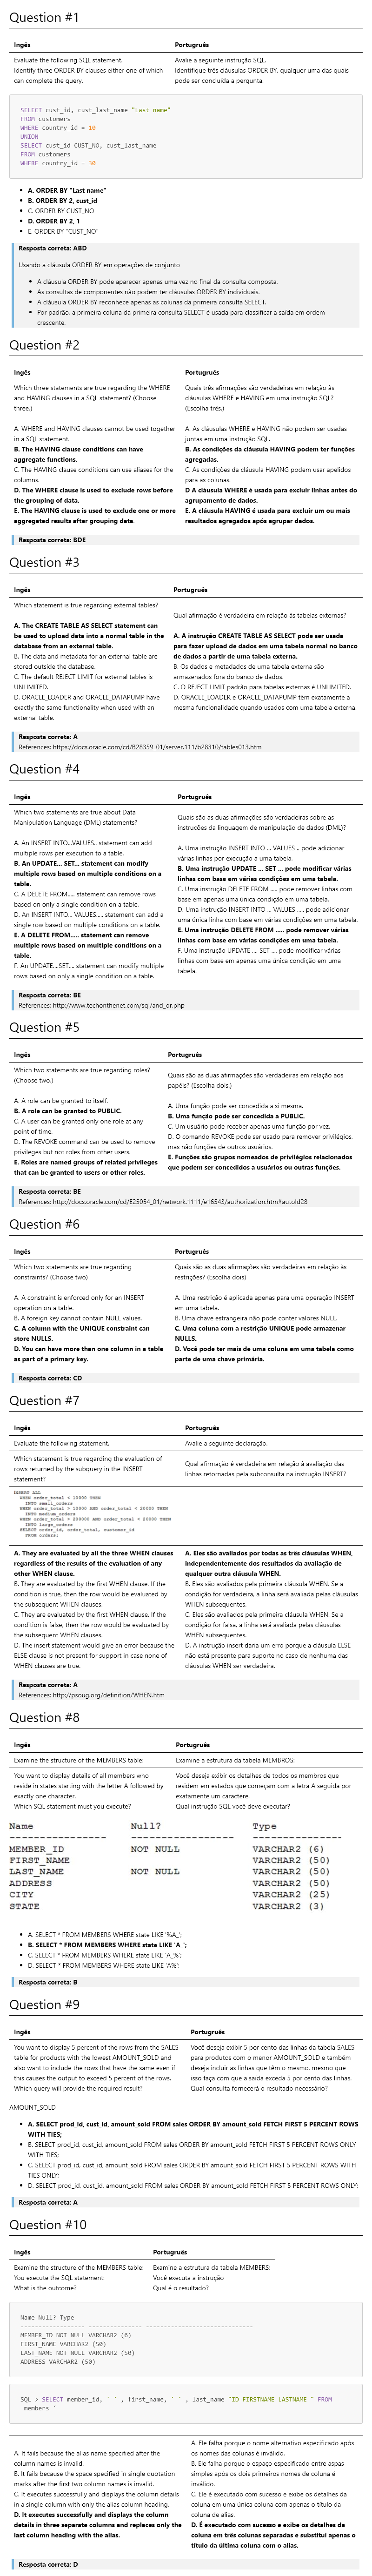 Question #1
Inglés Portugruês
Evaluate the following SQL statement. Avalie a seguinte instrução SQL.
Identify three ORDER BY clauses either one of which Identifique três cláusulas ORDER BY, qualquer uma das quais
can complete the query. pode ser concluída a pergunta.
SELECT cust_id, cust_last_name "Last name"
FROM customers
WHERE country_id = 10
UNION
SELECT cust_id CUST_NO, cust_last_name
FROM customers
WHERE country_id = 30
A. ORDER BY "Last name"
B. ORDER BY 2, cust_id
C. ORDER BY CUST_NO
D. ORDER BY 2, 1
E. ORDER BY "CUST_NO"
Resposta correta: ABD
Usando a cláusula ORDER BY em operações de conjunto
A cláusula ORDER BY pode aparecer apenas uma vez no final da consulta composta.
As consultas de componentes não podem ter cláusulas ORDER BY individuais.
A cláusula ORDER BY reconhece apenas as colunas da primeira consulta SELECT.
Por padrão, a primeira coluna da primeira consulta SELECT é usada para classificar a saída em ordem
crescente.
Question #2
Inglés Portugruês
Which three statements are true regarding the WHERE Quais três afirmações são verdadeiras em relação às
and HAVING clauses in a SQL statement? (Choose cláusulas WHERE e HAVING em uma instrução SQL?
three.) (Escolha três.)
A. WHERE and HAVING clauses cannot be used together A. As cláusulas WHERE e HAVING não podem ser usadas
in a SQL statement. juntas em uma instrução SQL.
B. The HAVING clause conditions can have B. As condições da cláusula HAVING podem ter funções
aggregate functions. agregadas.
C. The HAVING clause conditions can use aliases for the C. As condições da cláusula HAVING podem usar apelidos
columns. para as colunas.
D. The WHERE clause is used to exclude rows before D A cláusula WHERE é usada para excluir linhas antes do
the grouping of data. agrupamento de dados.
E. The HAVING clause is used to exclude one or more E. A cláusula HAVING é usada para excluir um ou mais
aggregated results after grouping data. resultados agregados após agrupar dados.
Resposta correta: BDE
Question #3
Inglés Portugruês
Which statement is true regarding external tables? Qual afirmação é verdadeira em relação às tabelas externas?
A. The CREATE TABLE AS SELECT statement can A. A instrução CREATE TABLE AS SELECT pode ser usada
be used to upload data into a normal table in the para fazer upload de dados em uma tabela normal no banco
database from an external table. de dados a partir de uma tabela externa.
B. The data and metadata for an external table are B. Os dados e metadados de uma tabela externa são
stored outside the database. armazenados fora do banco de dados.
C. The default REJECT LIMIT for external tables is C. O REJECT LIMIT padrão para tabelas externas é UNLIMITED.
UNLIMITED. D. ORACLE_LOADER e ORACLE_DATAPUMP têm exatamente a
D. ORACLE_LOADER and ORACLE_DATAPUMP have mesma funcionalidade quando usados com uma tabela externa.
exactly the same functionality when used with an
external table.
Resposta correta: A
References: https://docs.oracle.com/cd/B28359_01/server.111/b28310/tables013.htm
Question #4
Inglés Portugruês
Which two statements are true about Data Quais são as duas afirmações são verdadeiras sobre as
Manipulation Language (DML) statements? instruções da linguagem de manipulação de dados (DML)?
A. An INSERT INTO..VALUES.. statement can add A. Uma instrução INSERT INTO ... VALUES .. pode adicionar
multiple rows per execution to a table. várias linhas por execução a uma tabela.
B. An UPDATE... SET... statement can modify B. Uma instrução UPDATE ... SET ... pode modificar várias
multiple rows based on multiple conditions on a linhas com base em várias condições em uma tabela.
table. C. Uma instrução DELETE FROM ..... pode remover linhas com
C. A DELETE FROM..... statement can remove rows base em apenas uma única condição em uma tabela.
based on only a single condition on a table. D. Uma instrução INSERT INTO ... VALUES ..... pode adicionar
D. An INSERT INTO... VALUES..... statement can add a uma única linha com base em várias condições em uma tabela.
single row based on multiple conditions on a table. E. Uma instrução DELETE FROM ..... pode remover várias
E. A DELETE FROM..... statement can remove linhas com base em várias condições em uma tabela.
multiple rows based on multiple conditions on a F. Uma instrução UPDATE .... SET .... pode modificar várias
table. linhas com base em apenas uma única condição em uma
F. An UPDATE....SET.... statement can modify multiple tabela.
rows based on only a single condition on a table.
Resposta correta: BE
References: http://www.techonthenet.com/sql/and_or.php
Question #5
Inglés Portugruês
Which two statements are true regarding roles? Quais são as duas afirmações são verdadeiras em relação aos
(Choose two.) papéis? (Escolha dois.)
A. A role can be granted to itself. A. Uma função pode ser concedida a si mesma.
B. A role can be granted to PUBLIC. B. Uma função pode ser concedida a PUBLIC.
C. A user can be granted only one role at any C. Um usuário pode receber apenas uma função por vez.
point of time. D. O comando REVOKE pode ser usado para remover privilégios,
D. The REVOKE command can be used to remove mas não funções de outros usuários.
privileges but not roles from other users. E. Funções são grupos nomeados de privilégios relacionados
E. Roles are named groups of related privileges que podem ser concedidos a usuários ou outras funções.
that can be granted to users or other roles.
Resposta correta: BE
References: http://docs.oracle.com/cd/E25054_01/network.1111/e16543/authorization.htm#autoId28
Question #6
Inglés Portugruês
Which two statements are true regarding Quais são as duas afirmações são verdadeiras em relação às
constraints? (Choose two) restrições? (Escolha dois)
A. A constraint is enforced only for an INSERT A. Uma restrição é aplicada apenas para uma operação INSERT
operation on a table. em uma tabela.
B. A foreign key cannot contain NULL values. B. Uma chave estrangeira não pode conter valores NULL.
C. A column with the UNIQUE constraint can C. Uma coluna com a restrição UNIQUE pode armazenar
store NULLS. NULLS.
D. You can have more than one column in a table D. Você pode ter mais de uma coluna em uma tabela como
as part of a primary key. parte de uma chave primária.
Resposta correta: CD
Question #7
Inglés Portugruês
Evaluate the following statement. Avalie a seguinte declaração.
Which statement is true regarding the evaluation of Qual afirmação é verdadeira em relação à avaliação das
rows returned by the subquery in the INSERT linhas retornadas pela subconsulta na instrução INSERT?
statement?
INSERT ALL
WHEN order_total < 10000 THEN
INTO small_orders
WHEN order_total > 10000 AND order_total < 20000 THEN
INTO medium_orders
WHEN order_total > 200000 AND order_total < 20000 THEN
INTO large_orders
SELECT order_id, order_total, customer_id
FROM orders;
A. They are evaluated by all the three WHEN clauses A. Eles são avaliados por todas as três cláusulas WHEN,
regardless of the results of the evaluation of any independentemente dos resultados da avaliação de
other WHEN clause. qualquer outra cláusula WHEN.
B. They are evaluated by the first WHEN clause. If the B. Eles são avaliados pela primeira cláusula WHEN. Se a
condition is true, then the row would be evaluated by condição for verdadeira, a linha será avaliada pelas cláusulas
the subsequent WHEN clauses. WHEN subsequentes.
C. They are evaluated by the first WHEN clause. If the C. Eles são avaliados pela primeira cláusula WHEN. Se a
condition is false, then the row would be evaluated by condição for falsa, a linha será avaliada pelas cláusulas
the subsequent WHEN clauses. WHEN subsequentes.
D. The insert statement would give an error because the D. A instrução insert daria um erro porque a cláusula ELSE
ELSE clause is not present for support in case none of não está presente para suporte no caso de nenhuma das
WHEN clauses are true. cláusulas WHEN ser verdadeira.
Resposta correta: A
References: http://psoug.org/definition/WHEN.htm
Question #8
Inglés Portugruês
Examine the structure of the MEMBERS table: Examine a estrutura da tabela MEMBROS:
You want to display details of all members who Você deseja exibir os detalhes de todos os membros que
reside in states starting with the letter A followed by residem em estados que começam com a letra A seguida por
exactly one character. exatamente um caractere.
Which SQL statement must you execute? Qual instrução SQL você deve executar?
Name Null? Type
MEMBER_ID NOT NULL VARCHAR2 (6)
FIRST_NAME VARCHAR2 (50)
LAST_NAME NOT NULL VARCHAR2 (50)
ADDRESS VARCHAR2 (50)
CITY VARCHAR2 (25)
STATE VARCHAR2 (3)
A. SELECT * FROM MEMBERS WHERE state LIKE '%A_';
B. SELECT * FROM MEMBERS WHERE state LIKE 'A_';
C. SELECT * FROM MEMBERS WHERE state LIKE 'A_%';
D. SELECT * FROM MEMBERS WHERE state LIKE 'A%';
Resposta correta: B
Question #9
Inglés Portugruês
You want to display 5 percent of the rows from the SALES Você deseja exibir 5 por cento das linhas da tabela SALES
table for products with the lowest AMOUNT_SOLD and para produtos com o menor AMOUNT_SOLD e também
also want to include the rows that have the same even if deseja incluir as linhas que têm o mesmo, mesmo que
this causes the output to exceed 5 percent of the rows. isso faça com que a saída exceda 5 por cento das linhas.
Which query will provide the required result? Qual consulta fornecerá o resultado necessário?
AMOUNT_SOLD
A. SELECT prod_id, cust_id, amount_sold FROM sales ORDER BY amount_sold FETCH FIRST 5 PERCENT ROWS
WITH TIES;
B. SELECT prod_id, cust_id, amount_sold FROM sales ORDER BY amount_sold FETCH FIRST 5 PERCENT ROWS ONLY
WITH TIES;
C. SELECT prod_id, cust_id, amount_sold FROM sales ORDER BY amount_sold FETCH FIRST 5 PERCENT ROWS WITH
TIES ONLY;
D. SELECT prod_id, cust_id, amount_sold FROM sales ORDER BY amount_sold FETCH FIRST 5 PERCENT ROWS ONLY;
Resposta correta: A
Question #10
Inglés Portugruês
Examine the structure of the MEMBERS table: Examine a estrutura da tabela MEMBERS:
You execute the SQL statement: Você executa a instrução
What is the outcome? Qual é o resultado?
Name Null? Type
------------------ --------------- ------------------------------
MEMBER_ID NOT NULL VARCHAR2 (6)
FIRST_NAME VARCHAR2 (50)
LAST_NAME NOT NULL VARCHAR2 (50)
ADDRESS VARCHAR2 (50)
SQL > SELECT member_id, ' ' , first_name, ' ' , last_name "ID FIRSTNAME LASTNAME " FROM
members `
A. It fails because the alias name specified after the A. Ele falha porque o nome alternativo especificado após
column names is invalid. os nomes das colunas é inválido.
B. It fails because the space specified in single quotation B. Ele falha porque o espaço especificado entre aspas
marks after the first two column names is invalid. simples após os dois primeiros nomes de coluna é
C. It executes successfully and displays the column details inválido.
in a single column with only the alias column heading. C. Ele é executado com sucesso e exibe os detalhes da
D. It executes successfully and displays the column coluna em uma única coluna com apenas o título da
details in three separate columns and replaces only the coluna de alias.
last column heading with the alias. D. É executado com sucesso e exibe os detalhes da
coluna em três colunas separadas e substitui apenas o
título da última coluna com o alias.
Resposta correta: D